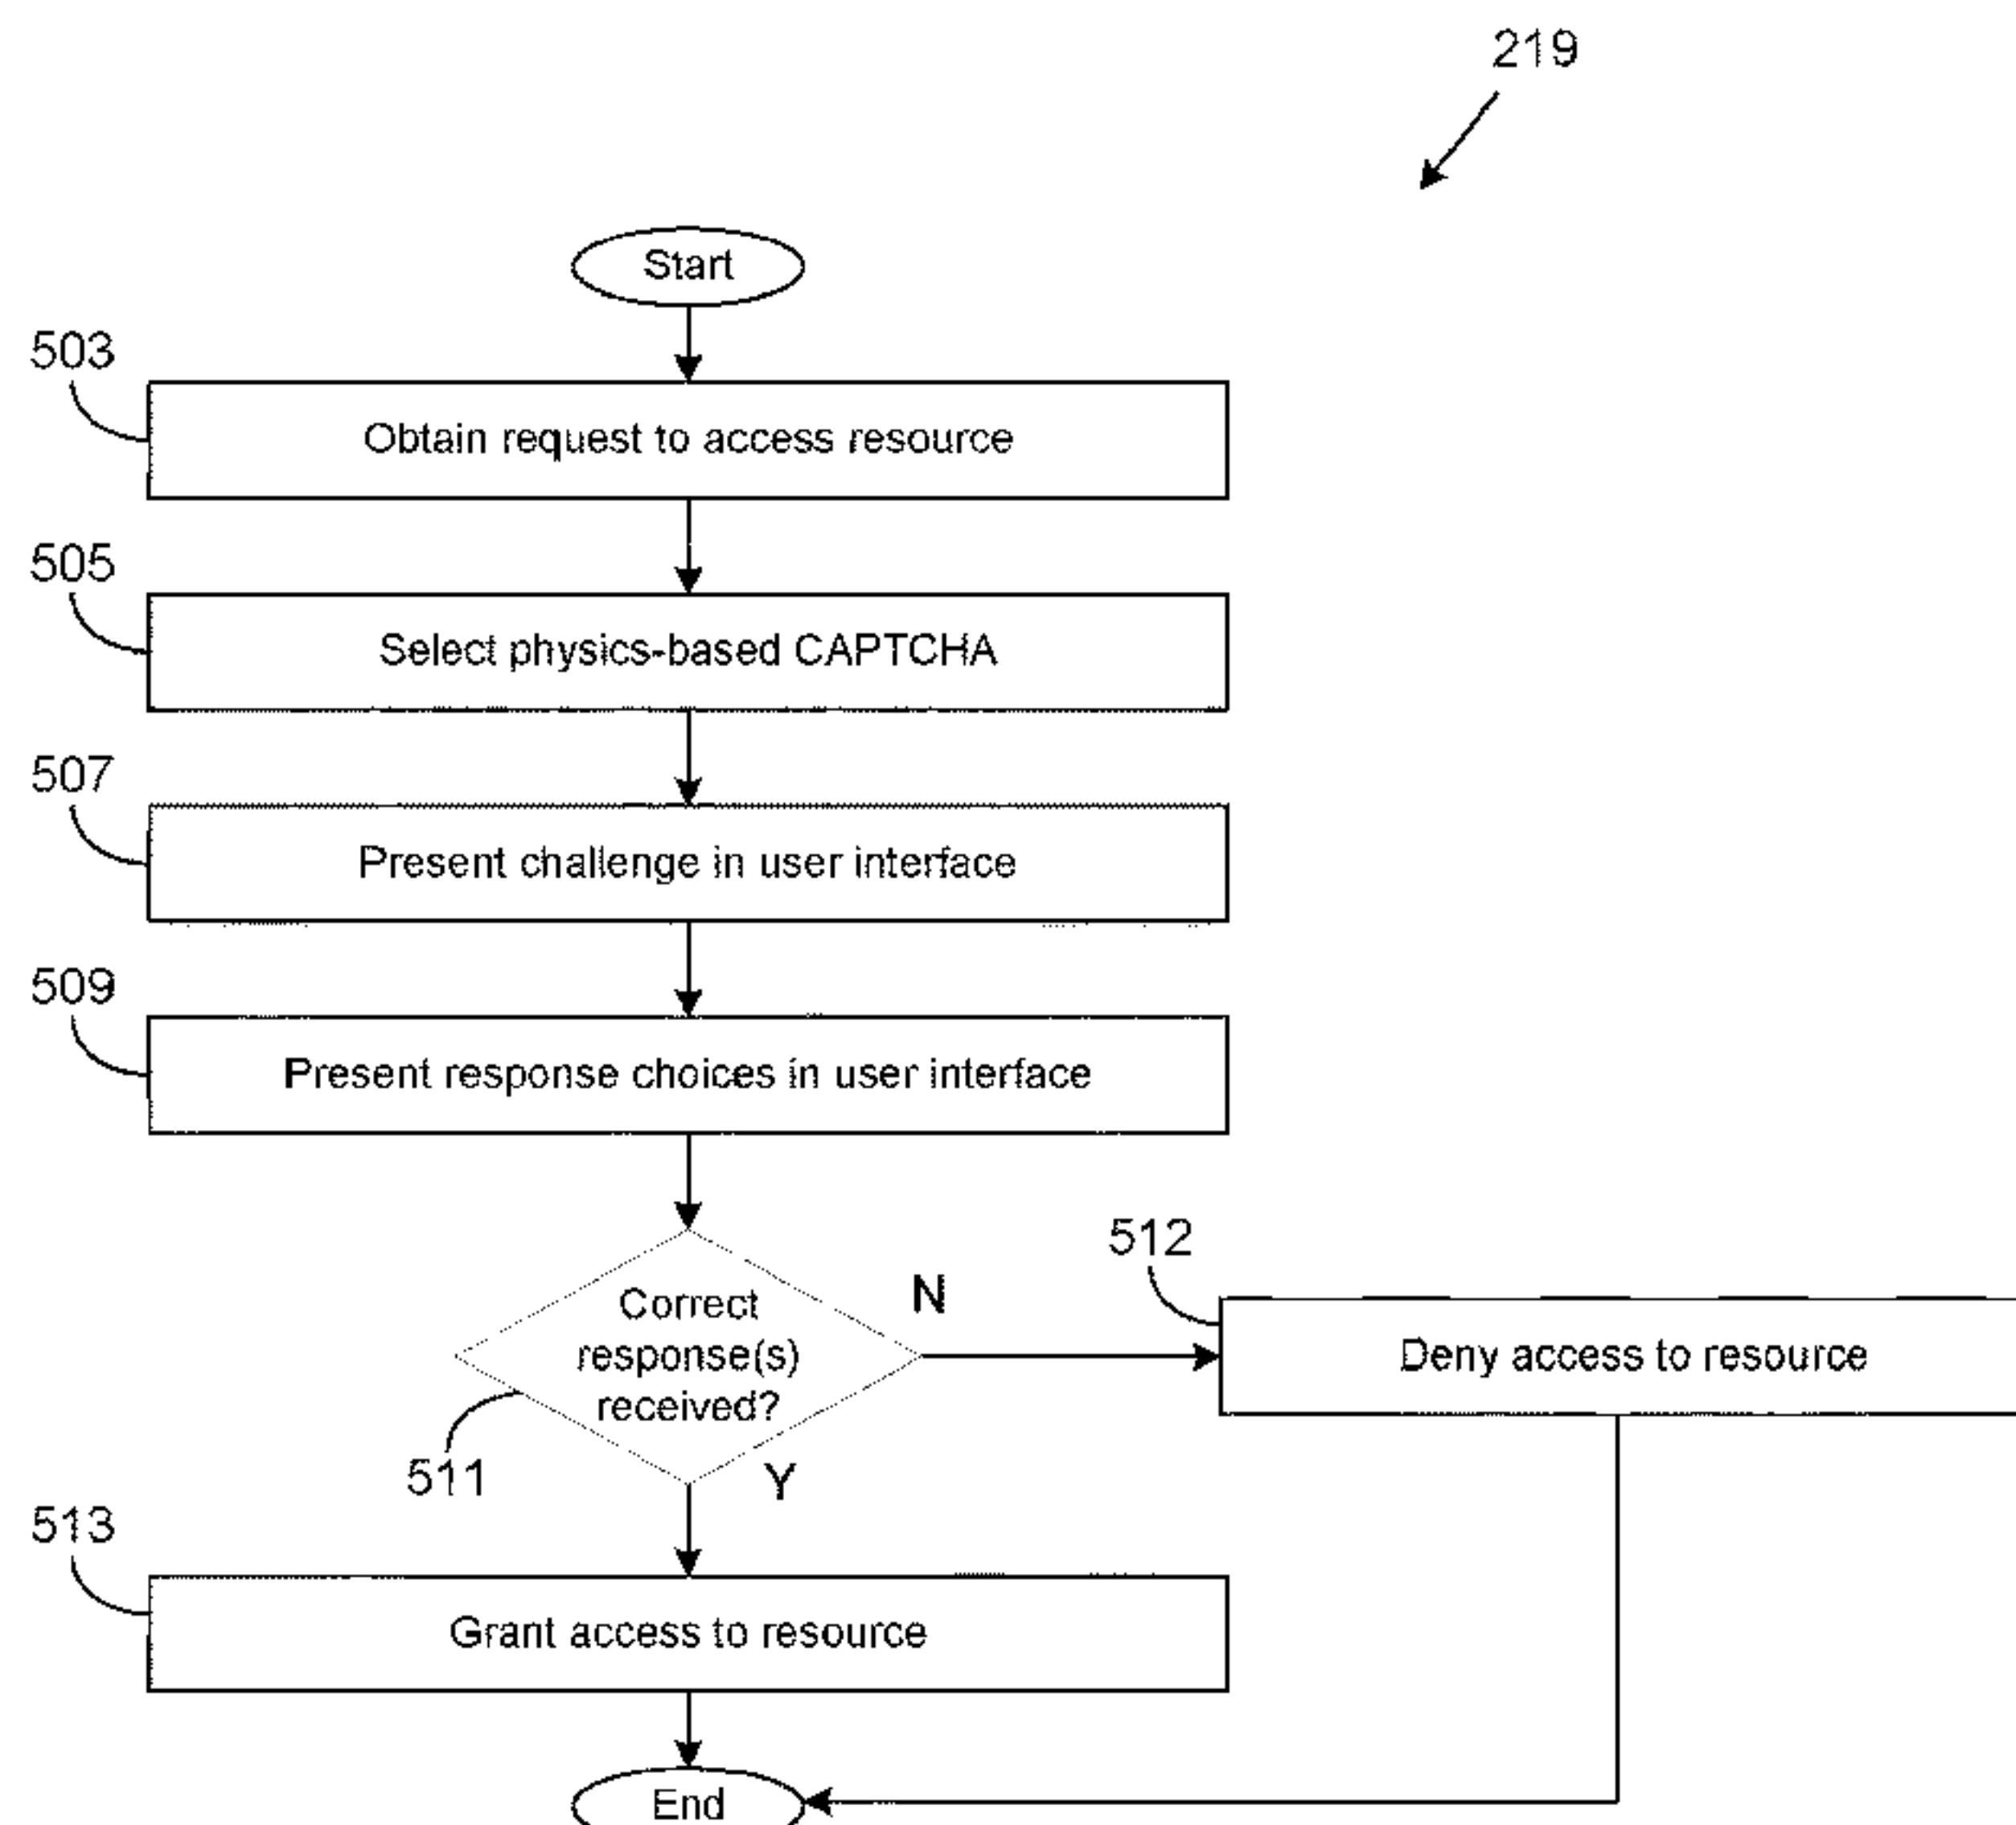 219
Start
503
Obtain request to access resource
505
Select physics-based CAPTCHA
507
Present challenge in user interface
509
Present response choices in user interface
Correct
response(s)
received?
N
512
Deny access to resource
511
Y
513
Grant access to resource
End